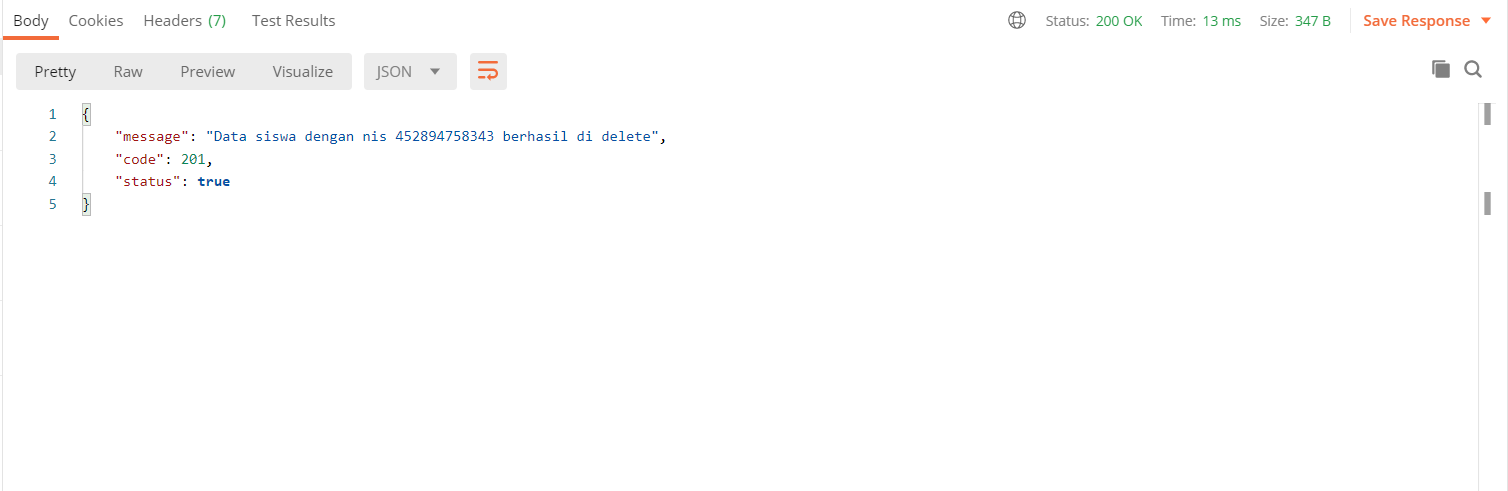 Body Cookies Headers (7) Test Results Status: 200 OK Time: 13 ms Size: 347 B Save Response
Pretty Raw Preview Visualize JSON
1 {
2 "message": "Data siswa dengan nis 452894758343 berhasil di delete",
3 "code": 201,
4 "status": true
5 }